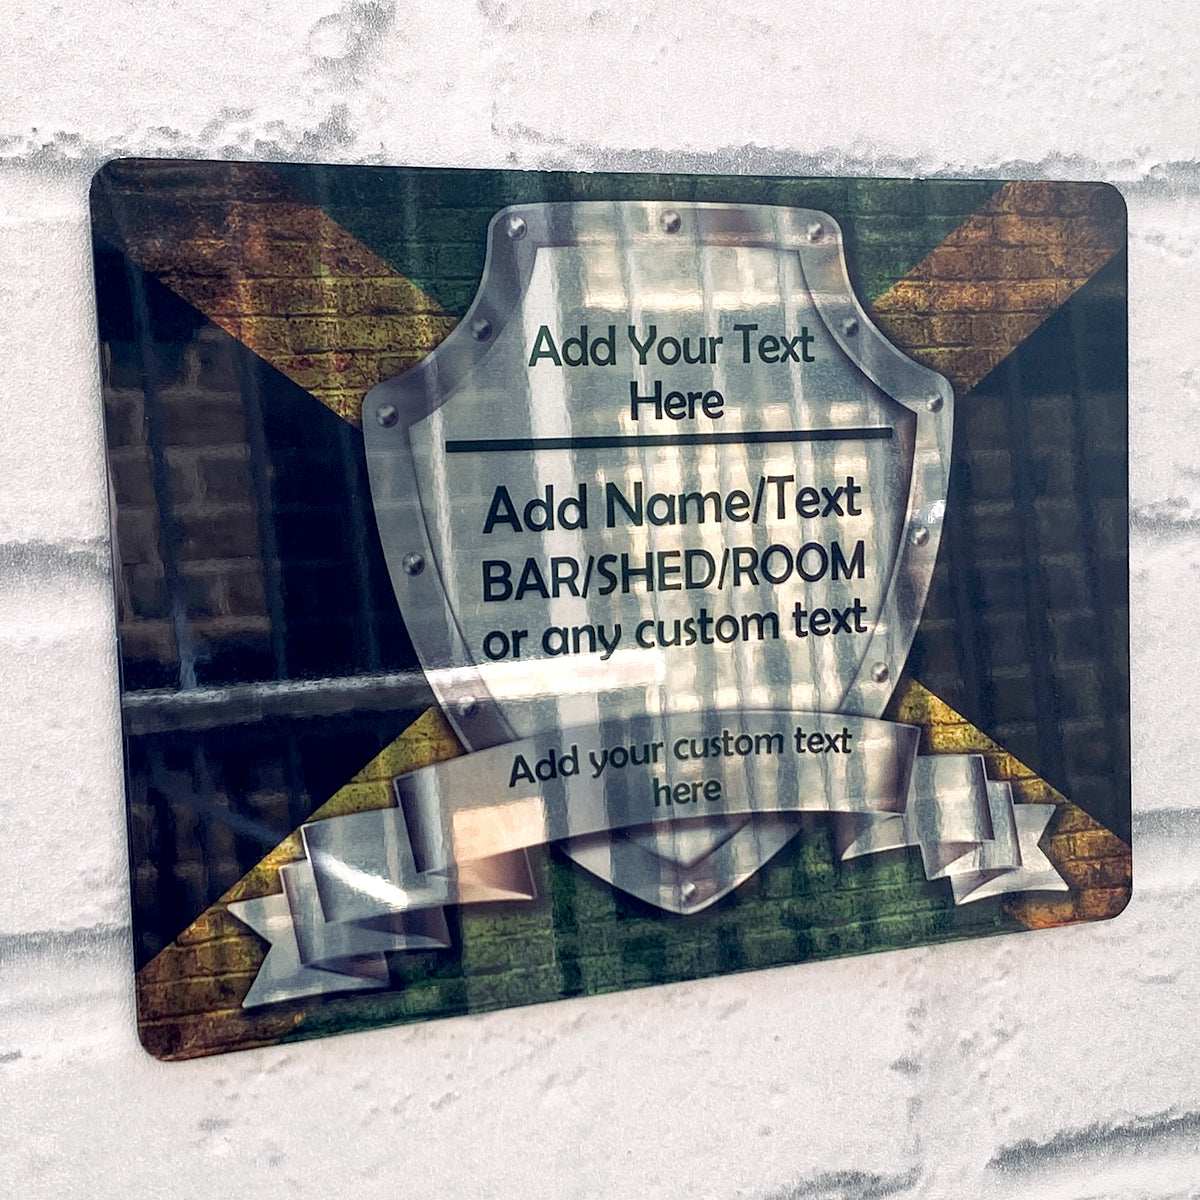 Add Your Text
Here
Add Name/Text
BAR/SHED/ROOM
or any custom text
Add your custom text
here